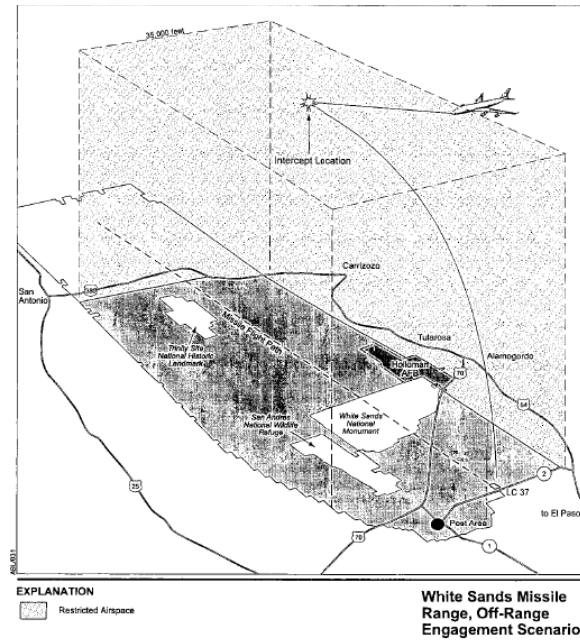 35,000 feet
Intercept Location
Carrizozo
San
Antonio
380
Tularosa
Missile Flight Path
Trinity Site
National Historic
Landmark
Holloman
AFB
70
Alamogordo
54
San Andres
National Wildlife
Refuge
White Sands
National
Monument
25
2
LC 37
to El Paso
Post Area
70
1
ABL/031
EXPLANATION
Restricted Airspace
White Sands Missile
Range, Off-Range
Engagement Scenario